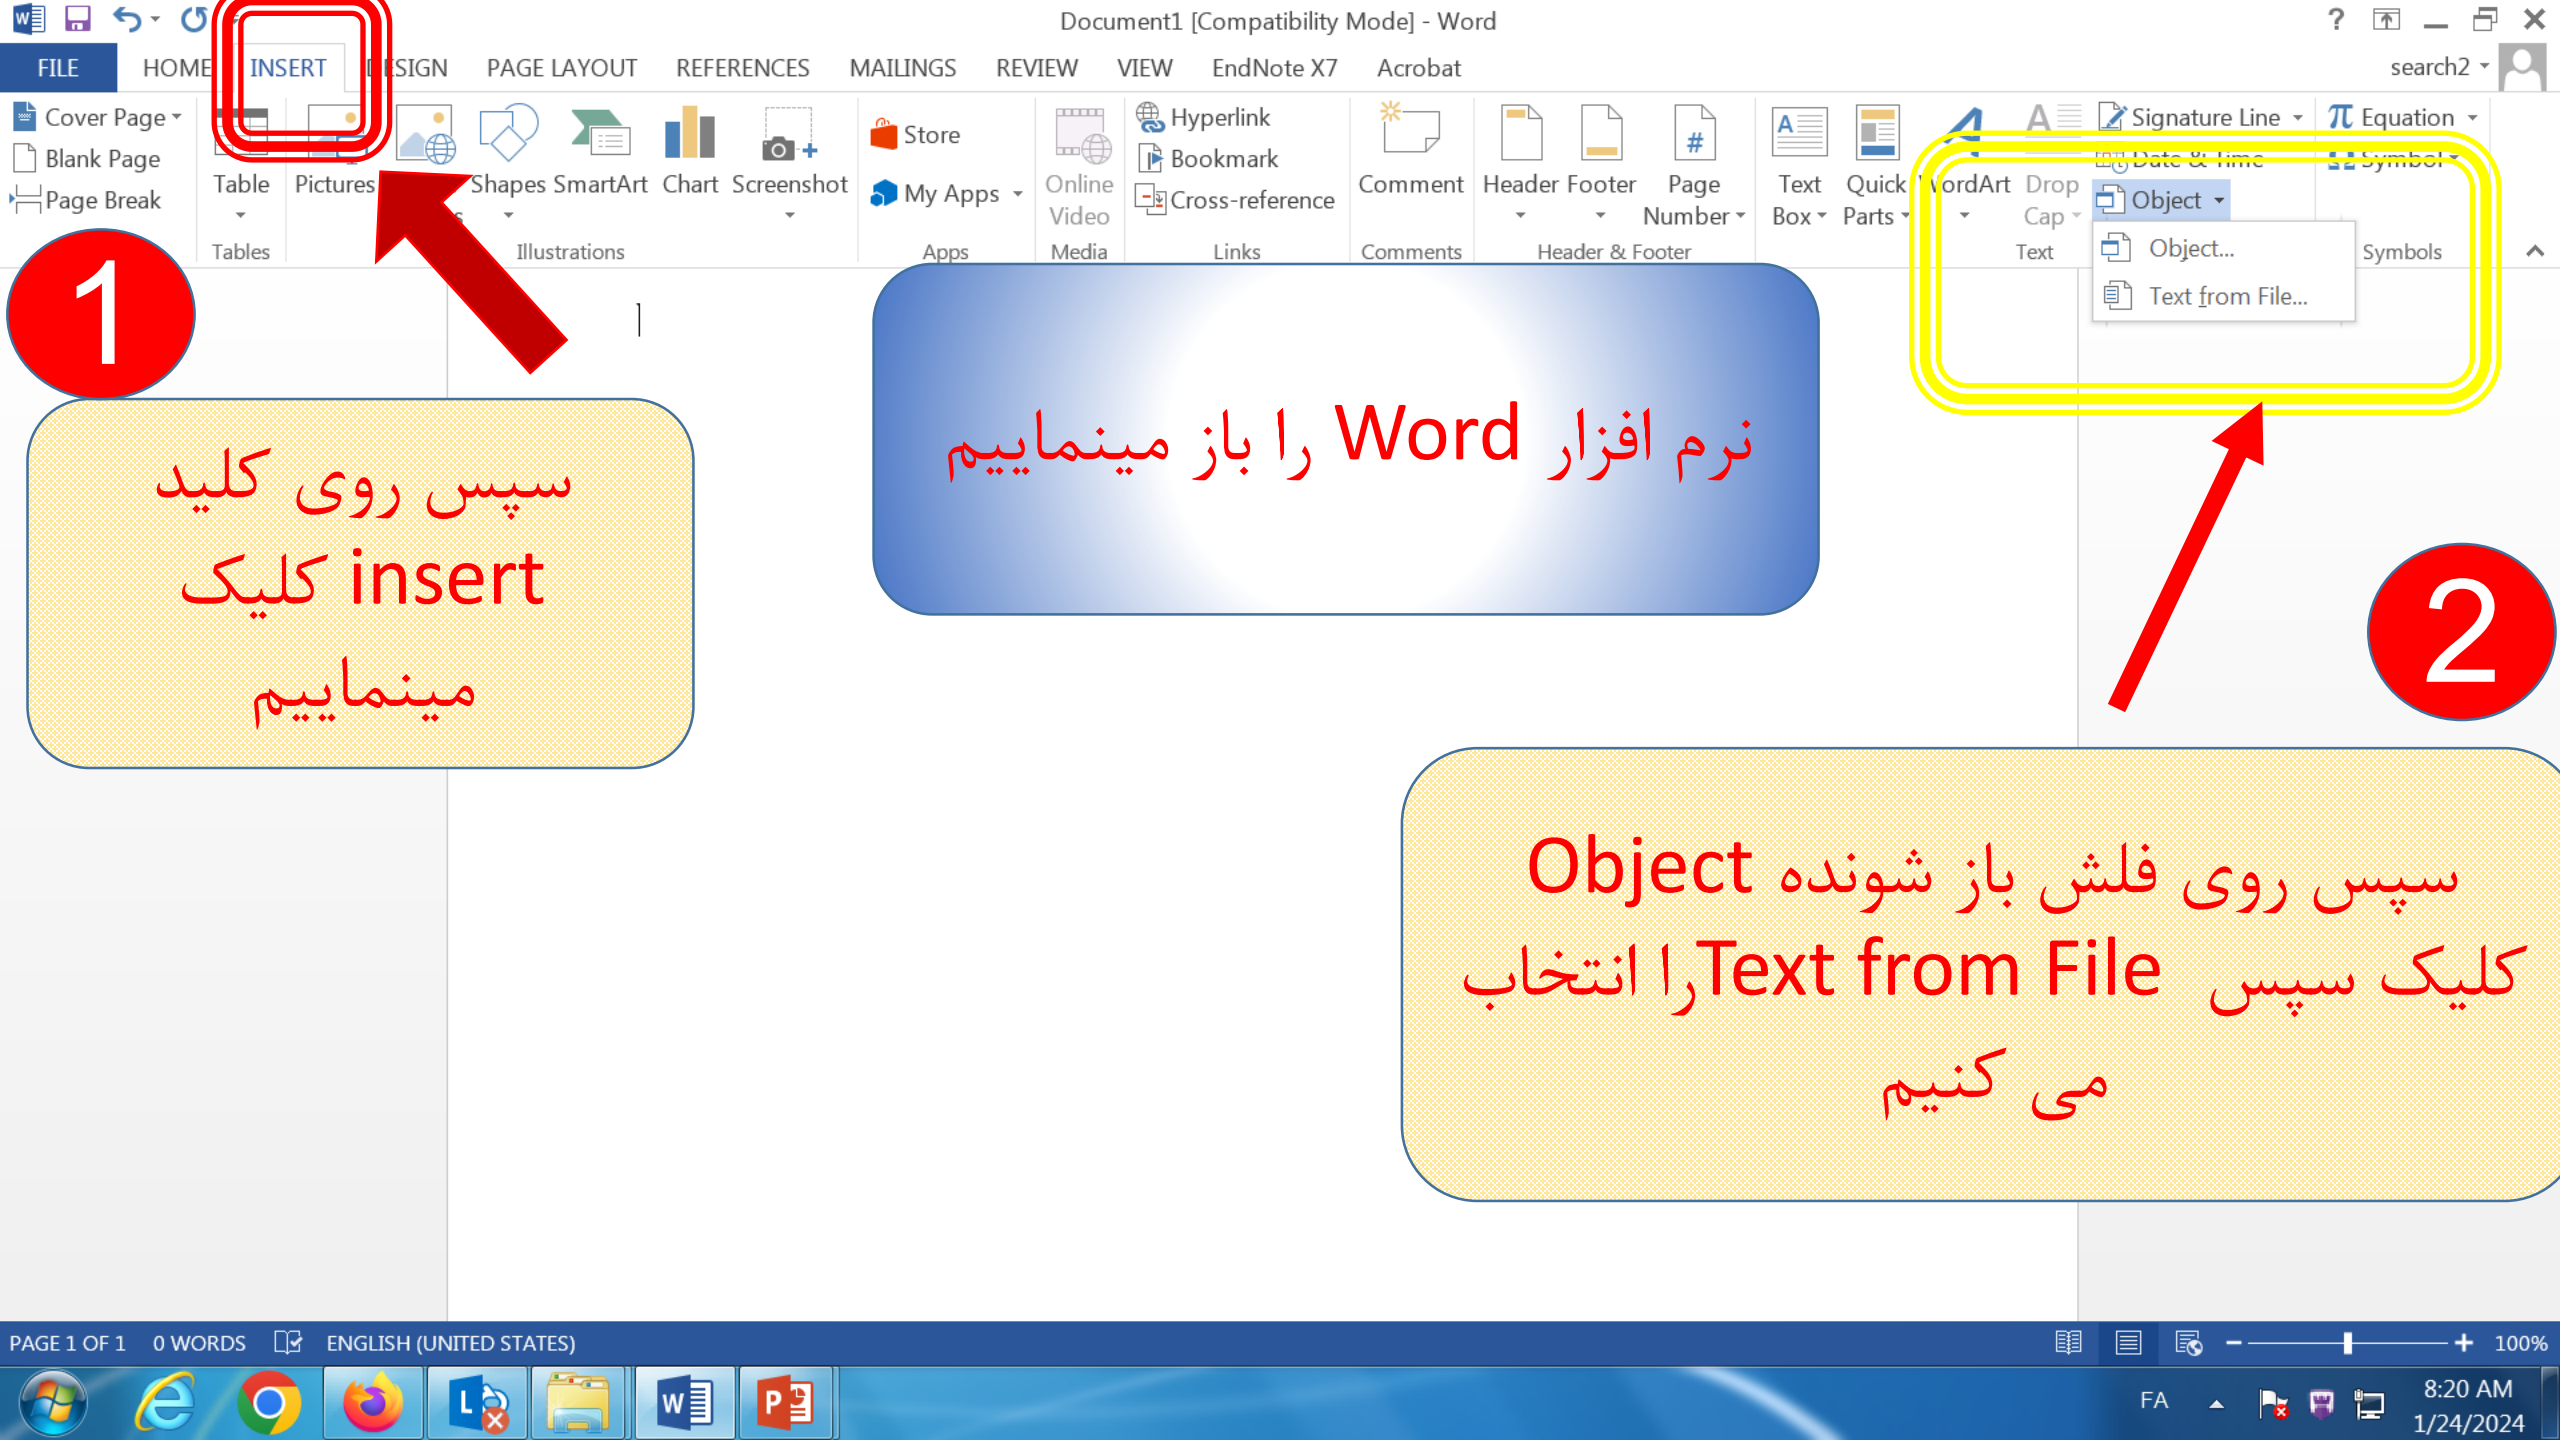 Document1 [Compatibility Mode] - Word
?
FILE HOME INSERT DESIGN PAGE LAYOUT REFERENCES MAILINGS REVIEW VIEW EndNote X7 Acrobat search2
Cover Page
Blank Page
Page Break
Table
Pictures
Shapes SmartArt Chart Screenshot
Store
My Apps
Online
Video
Hyperlink
Bookmark
Cross-reference
Comment
Header Footer Page
Number
Text
Box
Quick
Parts
WordArt
Drop
Cap
Signature Line
Date & Time
Object
Equation
Symbol
Tables Illustrations Apps Media Links Comments Header & Footer Text Symbols
Object...
Text from File...
1
نرم افزار Word را باز مینماییم
سپس روی کلید
insert کلیک
مینماییم
2
سپس روی فلش باز شونده Object
کلیک سپس Text from File را انتخاب
می کنیم
PAGE 1 OF 1 0 WORDS ENGLISH (UNITED STATES) 100%
FA
8:20 AM
1/24/2024